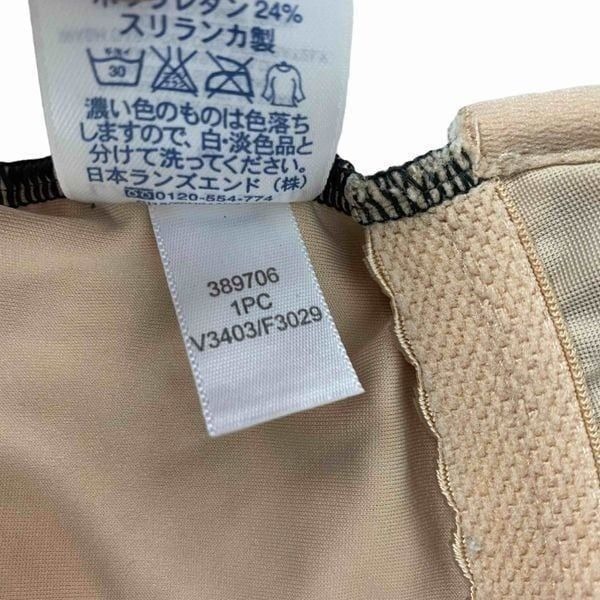 ポリウレタン 24%
スリランカ製
30
濃い色のものは色落ち
しますので、白・淡色品と
分けて洗ってください。
日本ランズエンド (株)
0120-554-774
389706
1PC
V3403/F3029